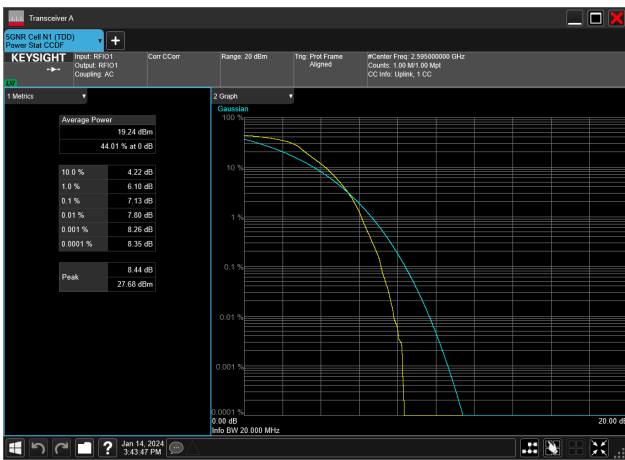 Transceiver A
5GNR Cell N1 (TDD)
Power Stat CCDF
KEYSIGHT
LV
Input: RFIO1
Output: RFIO1
Coupling: AC
Corr CCorr
Range: 20 dBm
Trig: Prot Frame
Aligned
#Center Freq: 2.595000000 GHz
Counts: 1.00 M/1.00 Mpt
CC Info: Uplink, 1 CC
1 Metrics
Average Power
19.24 dBm
44.01 % at 0 dB
10.0 % 4.22 dB
1.0 % 6.10 dB
0.1 % 7.13 dB
0.01 % 7.80 dB
0.001 % 8.26 dB
0.0001 % 8.35 dB
Peak
8.44 dB
27.68 dBm
2 Graph
Gaussian
100 %
10 %
1 %
0.1 %
0.01 %
0.001 %
0.0001 %
0.00 dB
20.00 dB
Info BW 20.000 MHz
Jan 14, 2024
3:43:47 PM